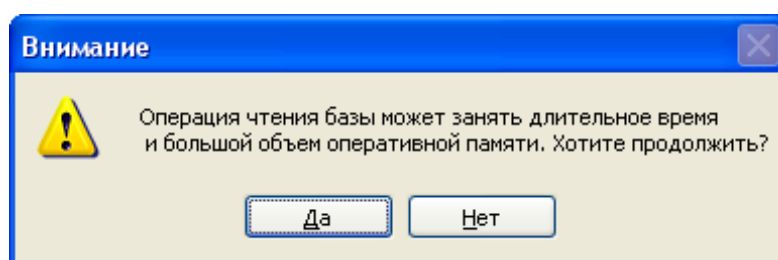 Внимание
Операция чтения базы может занять длительное время
и большой объем оперативной памяти. Хотите продолжить?
Да Нет